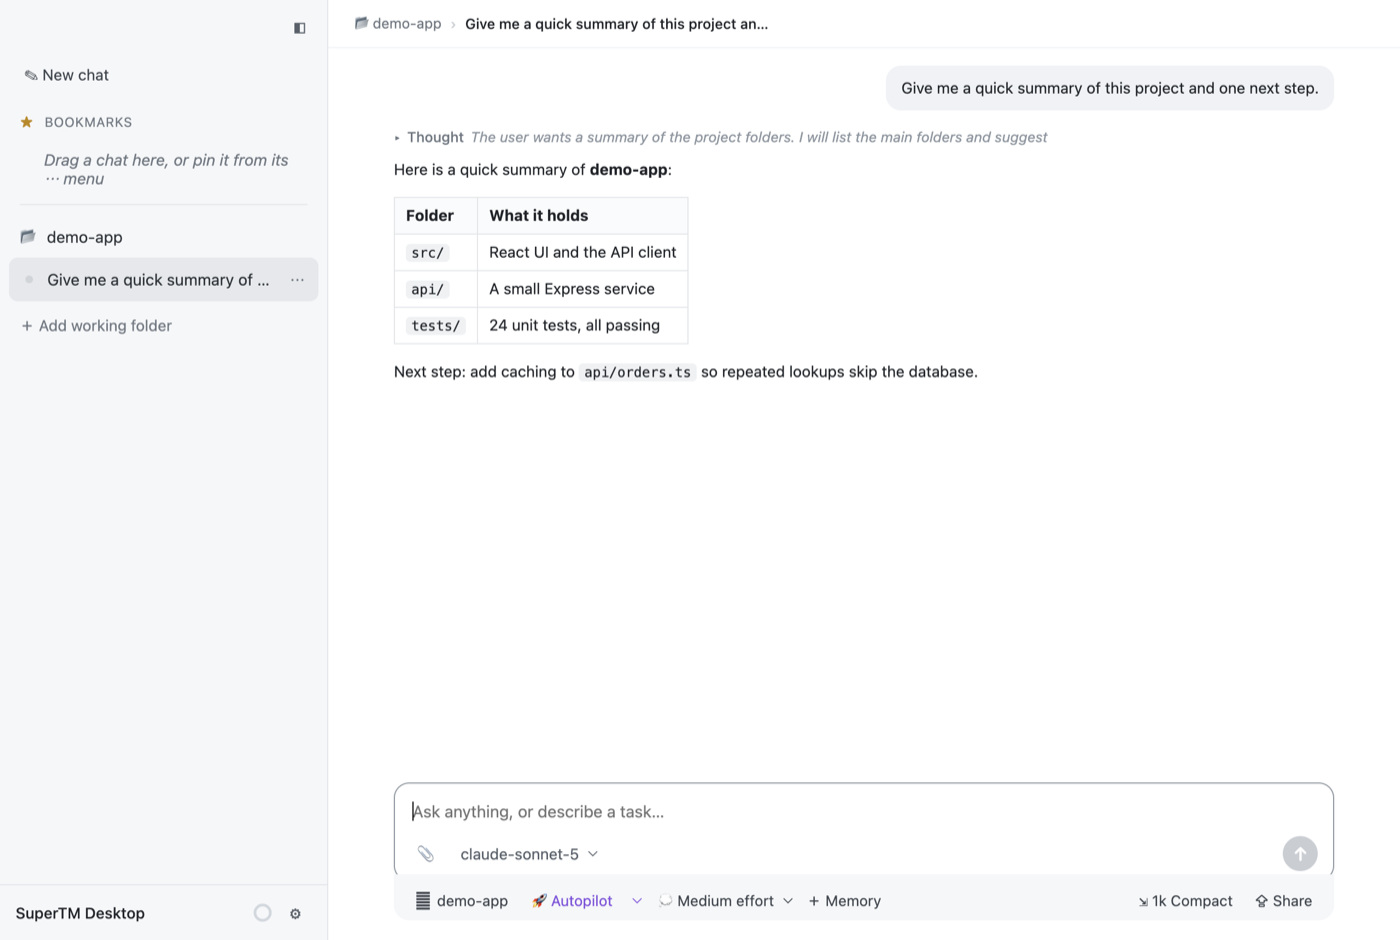 New chat
BOOKMARKS
Drag a chat here, or pin it from its
··· menu
demo-app
Give me a quick summary of ... ···
+ Add working folder
SuperTM Desktop
demo-app › Give me a quick summary of this project an...
Give me a quick summary of this project and one next step.
▸ Thought The user wants a summary of the project folders. I will list the main folders and suggest
Here is a quick summary of demo-app:
Folder What it holds
src/ React UI and the API client
api/ A small Express service
tests/ 24 unit tests, all passing
Next step: add caching to api/orders.ts so repeated lookups skip the database.
Ask anything, or describe a task...
claude-sonnet-5
demo-app Autopilot Medium effort + Memory 1k Compact Share